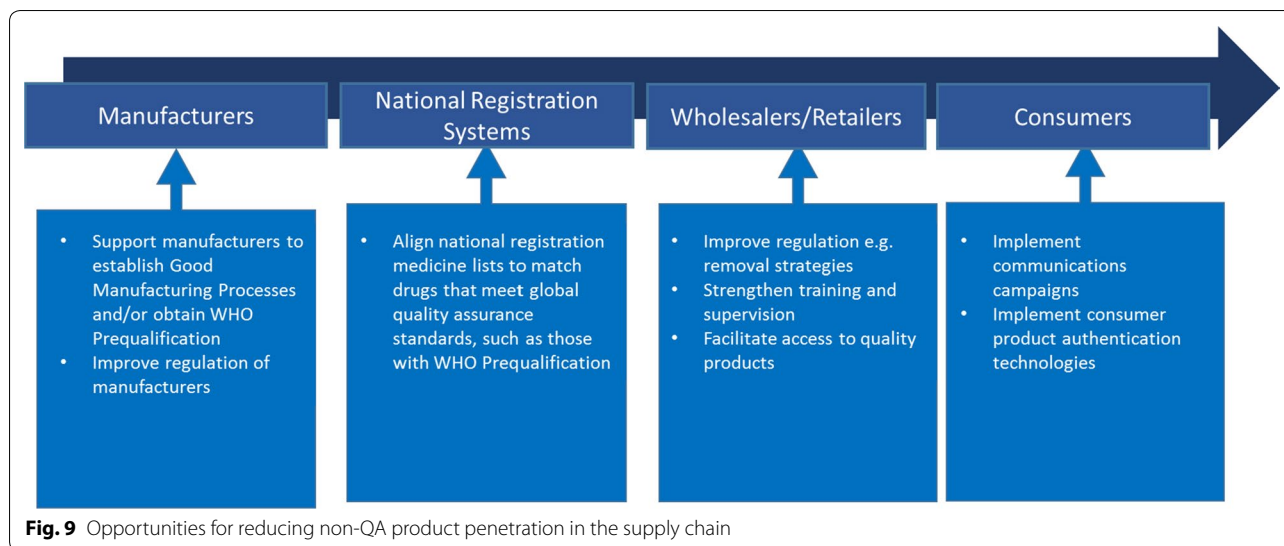 Manufacturers
National Registration
Systems
Wholesalers/Retailers
Consumers
• Support manufacturers to
establish Good
Manufacturing Processes
and/or obtain WHO
Prequalification
• Improve regulation of
manufacturers
• Align national registration
medicine lists to match
drugs that meet global
quality assurance
standards, such as those
with WHO Prequalification
• Improve regulation e.g.
removal strategies
• Strengthen training and
supervision
• Facilitate access to quality
products
• Implement
communications
campaigns
• Implement consumer
product authentication
technologies
Fig. 9 Opportunities for reducing non-QA product penetration in the supply chain